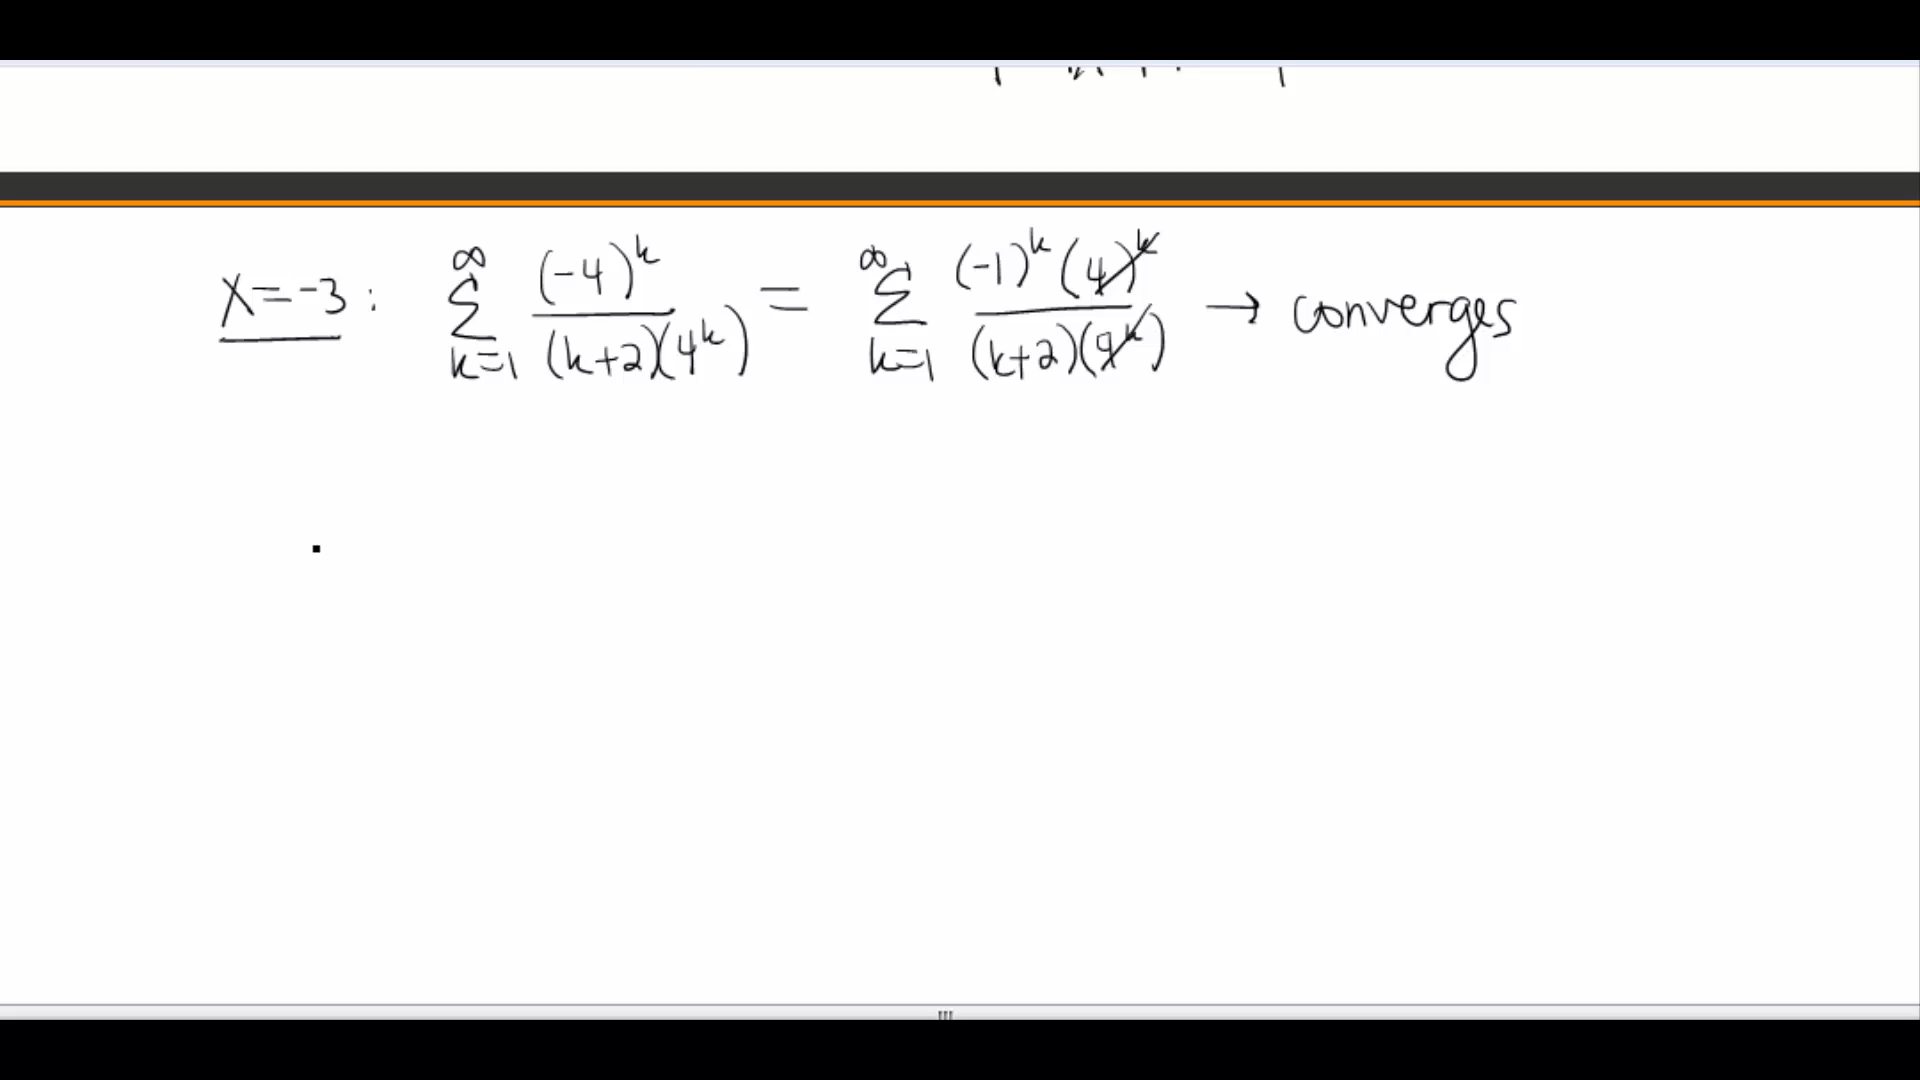 x=-3: ∑_{k=1}^{∞} (-4)^k / (k+2)(4^k) = ∑_{k=1}^{∞} (-1)^k (4)^k / (k+2)(4^k) → converges